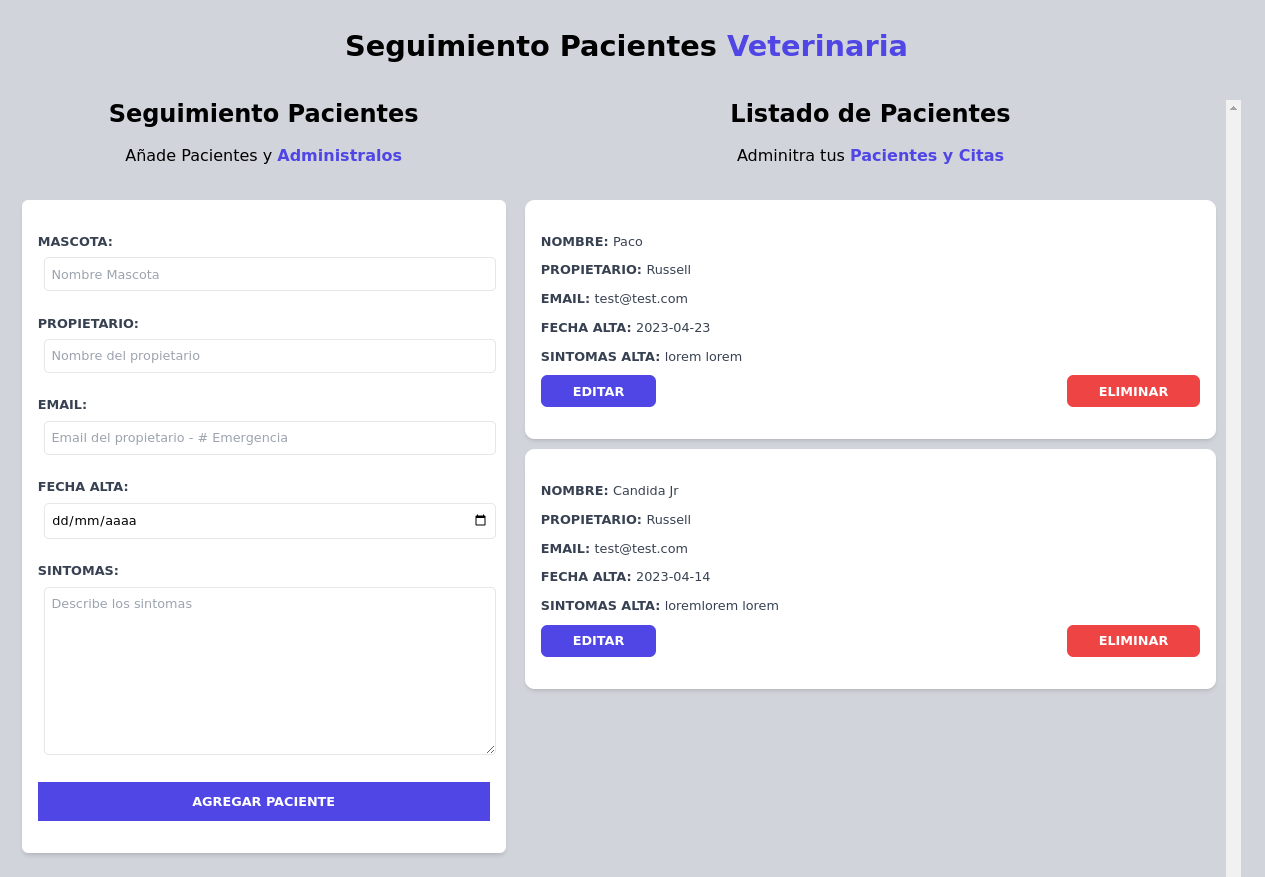 Seguimiento Pacientes Veterinaria
Seguimiento Pacientes
Añade Pacientes y Administralos
MASCOTA:
Nombre Mascota
PROPIETARIO:
Nombre del propietario
EMAIL:
Email del propietario - # Emergencia
FECHA ALTA:
dd/mm/aaaa
SINTOMAS:
Describe los sintomas
AGREGAR PACIENTE
Listado de Pacientes
Adminitra tus Pacientes y Citas
NOMBRE: Paco
PROPIETARIO: Russell
EMAIL: test@test.com
FECHA ALTA: 2023-04-23
SINTOMAS ALTA: lorem lorem
EDITAR ELIMINAR
NOMBRE: Candida Jr
PROPIETARIO: Russell
EMAIL: test@test.com
FECHA ALTA: 2023-04-14
SINTOMAS ALTA: loremlorem lorem
EDITAR ELIMINAR